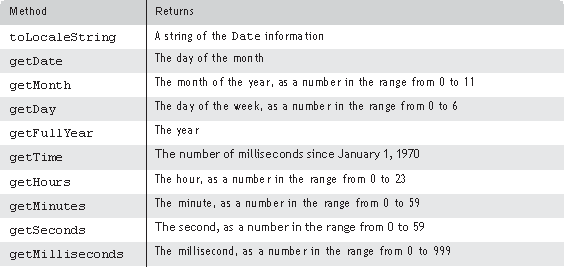 Method Returns
toLocaleString A string of the Date information
getDate The day of the month
getMonth The month of the year, as a number in the range from 0 to 11
getDay The day of the week, as a number in the range from 0 to 6
getFullYear The year
getTime The number of milliseconds since January 1, 1970
getHours The hour, as a number in the range from 0 to 23
getMinutes The minute, as a number in the range from 0 to 59
getSeconds The second, as a number in the range from 0 to 59
getMilliseconds The millisecond, as a number in the range from 0 to 999